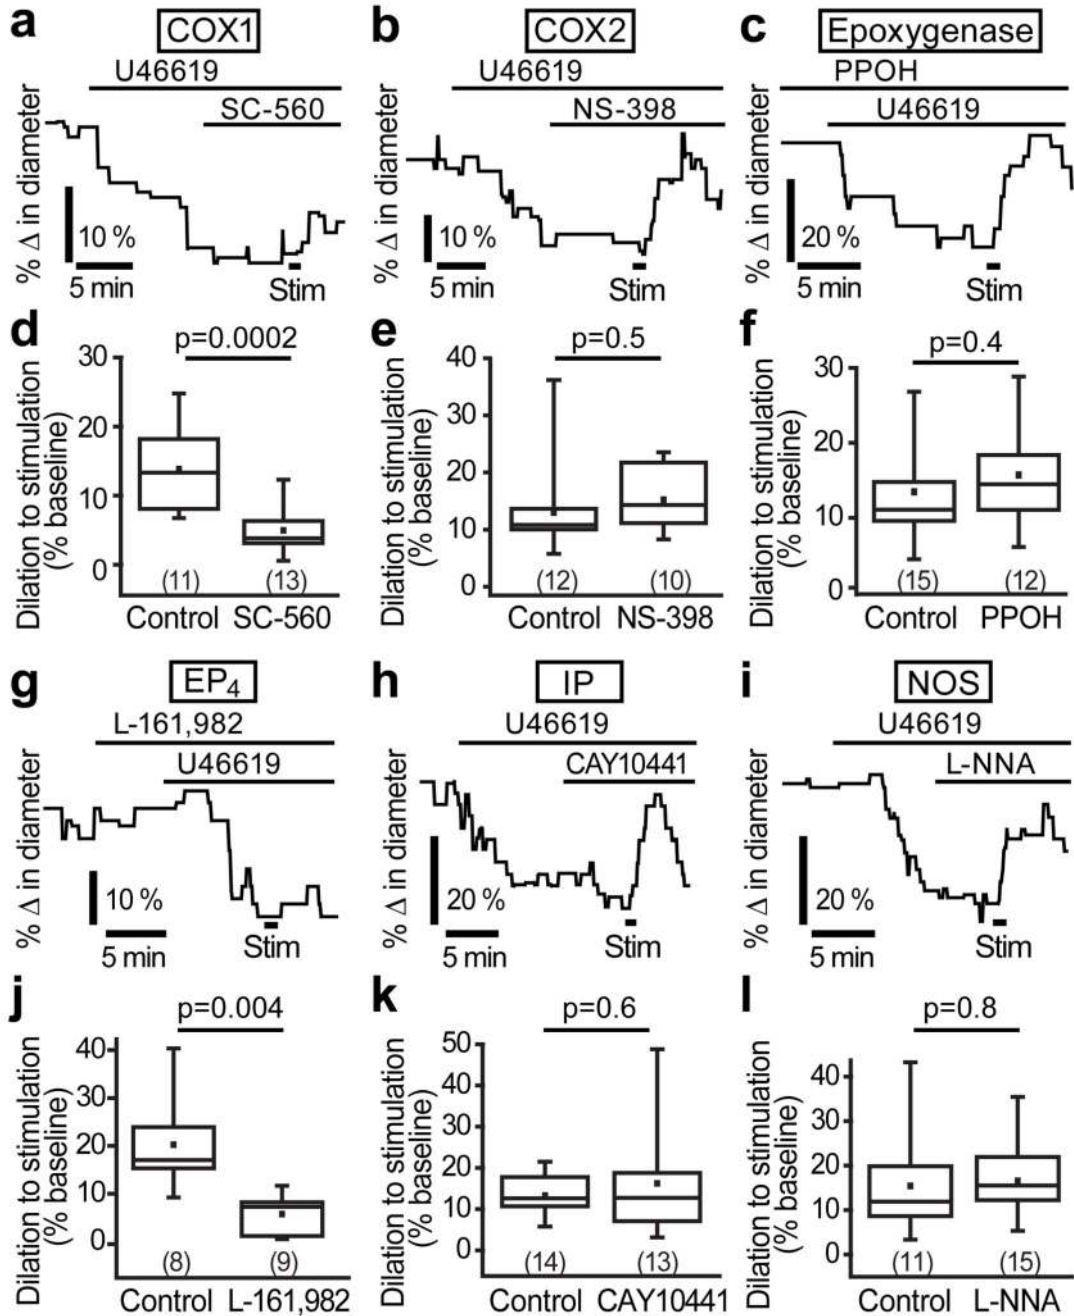 a COX1
U46619
SC-560
% Δ in diameter
10 %
5 min
Stim
b COX2
U46619
NS-398
% Δ in diameter
10 %
5 min
Stim
c Epoxygenase
PPOH
U46619
% Δ in diameter
20 %
5 min
Stim
d
p=0.0002
Dilation to stimulation
(% baseline)
30
20
10
0
(11) (13)
Control SC-560
e
p=0.5
Dilation to stimulation
(% baseline)
40
30
20
10
0
(12) (10)
Control NS-398
f
p=0.4
Dilation to stimulation
(% baseline)
30
20
10
0
(15) (12)
Control PPOH
g EP₄
L-161,982
U46619
% Δ in diameter
10 %
5 min
Stim
h IP
U46619
CAY10441
% Δ in diameter
20 %
5 min
Stim
i NOS
U46619
L-NNA
% Δ in diameter
20 %
5 min
Stim
j
p=0.004
Dilation to stimulation
(% baseline)
40
30
20
10
0
(8) (9)
Control L-161,982
k
p=0.6
Dilation to stimulation
(% baseline)
50
40
30
20
10
0
(14) (13)
Control CAY10441
l
p=0.8
Dilation to stimulation
(% baseline)
40
30
20
10
0
(11) (15)
Control L-NNA